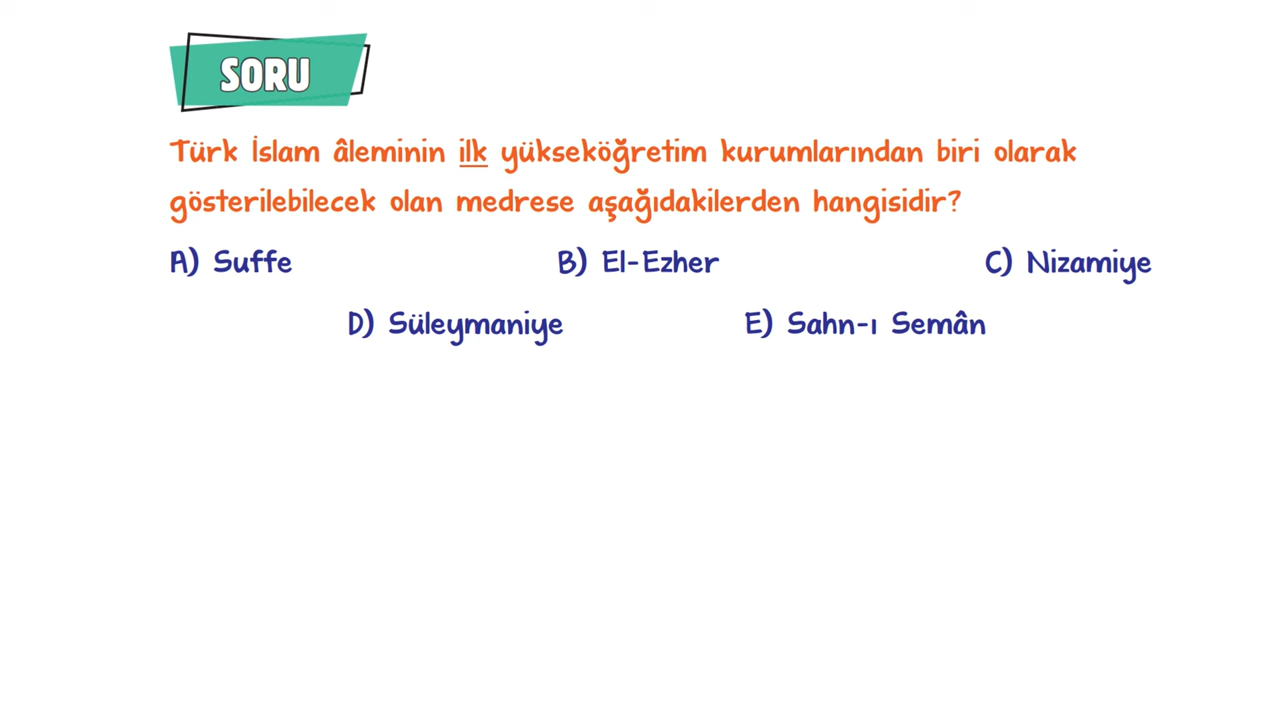 SORU
Türk İslam âleminin ilk yükseköğretim kurumlarından biri olarak
gösterilebilecek olan medrese aşağıdakilerden hangisidir?
A) Suffe B) El-Ezher C) Nizamiye
D) Süleymaniye E) Sahn-ı Semân